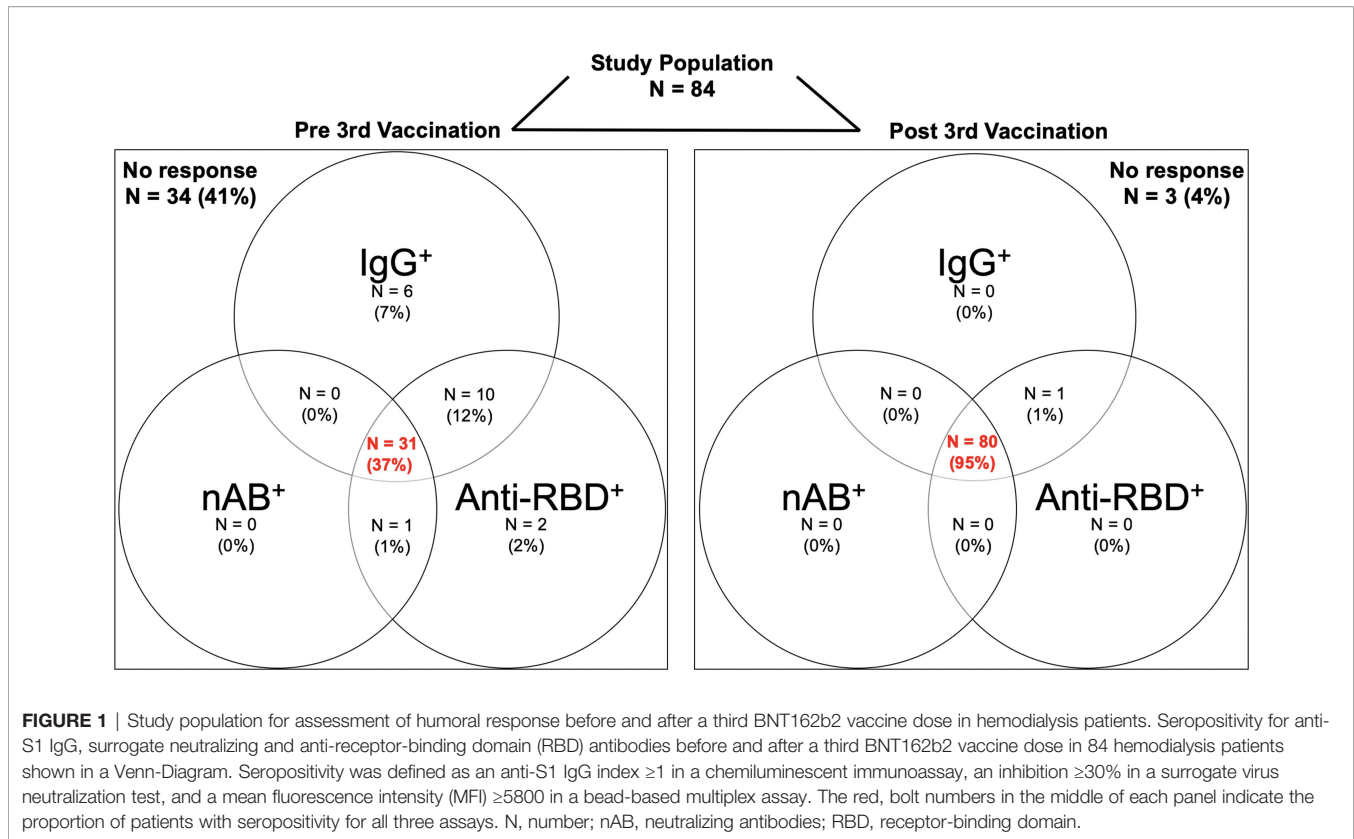 Study Population
N = 84
Pre 3rd Vaccination
Post 3rd Vaccination
No response
N = 34 (41%)
IgG+
N = 6
(7%)
N = 0
(0%)
N = 10
(12%)
N = 31
(37%)
nAB+
N = 0
(0%)
N = 1
(1%)
Anti-RBD+
N = 2
(2%)
No response
N = 3 (4%)
IgG+
N = 0
(0%)
N = 0
(0%)
N = 1
(1%)
N = 80
(95%)
nAB+
N = 0
(0%)
N = 0
(0%)
Anti-RBD+
N = 0
(0%)
FIGURE 1 | Study population for assessment of humoral response before and after a third BNT162b2 vaccine dose in hemodialysis patients. Seropositivity for anti-
S1 IgG, surrogate neutralizing and anti-receptor-binding domain (RBD) antibodies before and after a third BNT162b2 vaccine dose in 84 hemodialysis patients
shown in a Venn-Diagram. Seropositivity was defined as an anti-S1 IgG index ≥1 in a chemiluminescent immunoassay, an inhibition ≥30% in a surrogate virus
neutralization test, and a mean fluorescence intensity (MFI) ≥5800 in a bead-based multiplex assay. The red, bolt numbers in the middle of each panel indicate the
proportion of patients with seropositivity for all three assays. N, number; nAB, neutralizing antibodies; RBD, receptor-binding domain.